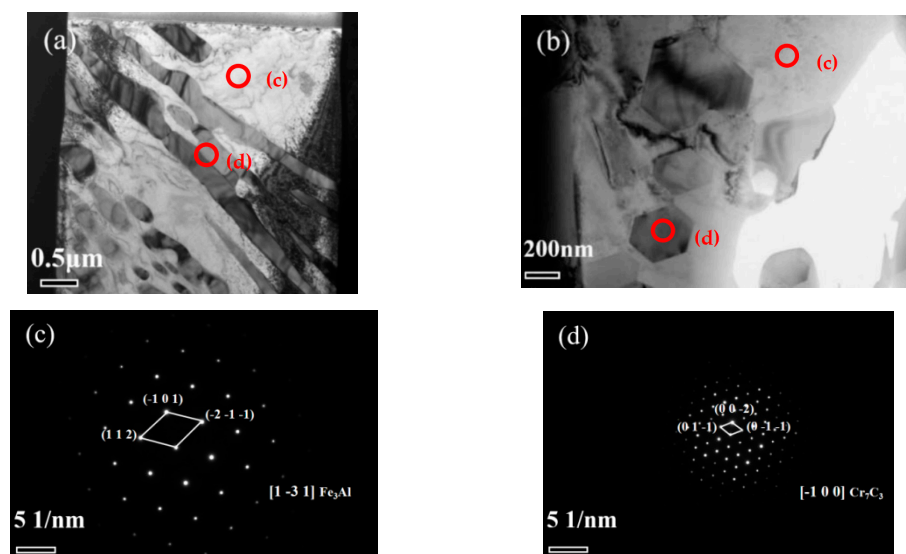 (a)
(c)
(d)
0.5μm
(b)
(c)
(d)
200nm
(c)
(-1 0 1)
(-2 -1 -1)
(1 1 2)
[1 -3 1] Fe₃Al
5 1/nm
(d)
(0 0 -2)
(0 1 -1) (0 -1 -1)
[-1 0 0] Cr₇C₃
5 1/nm